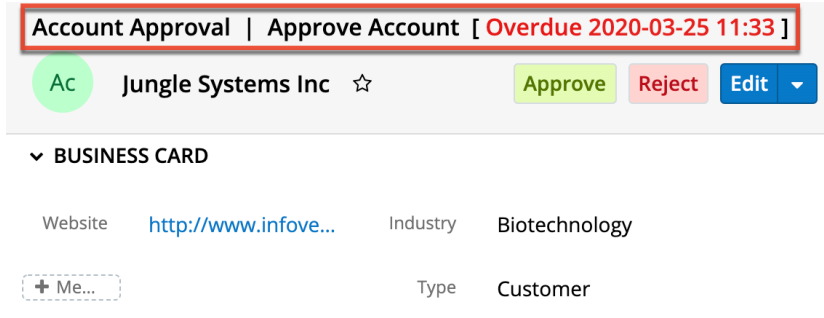 Account Approval | Approve Account [ Overdue 2020-03-25 11:33 ]
Ac Jungle Systems Inc Approve Reject Edit
BUSINESS CARD
Website http://www.infove... Industry Biotechnology
+ Me... Type Customer